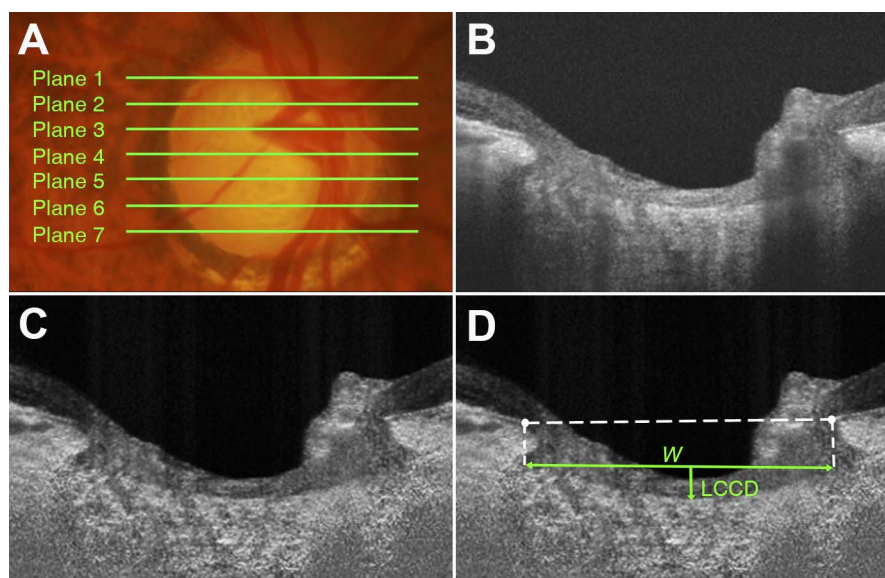 A
Plane 1
Plane 2
Plane 3
Plane 4
Plane 5
Plane 6
Plane 7
B
C
D
W
LCCD